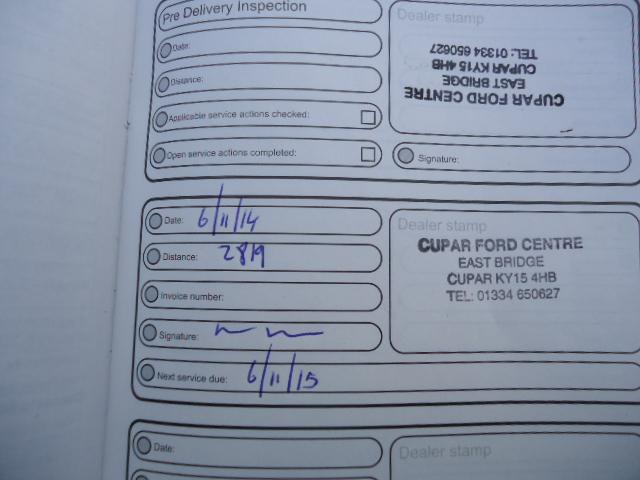 Pre Delivery Inspection
Dealer stamp
Date:
CUPAR FORD CENTRE
EAST BRIDGE
CUPAR KY15 4HB
TEL: 01334 650627
Distance:
Applicable service actions checked:
Open service actions completed:
Signature:
Date: 6/11/14
Dealer stamp
CUPAR FORD CENTRE
EAST BRIDGE
CUPAR KY15 4HB
TEL: 01334 650627
Distance: 2819
Invoice number:
Signature:
Next service due: 6/11/15
Date:
Dealer stamp